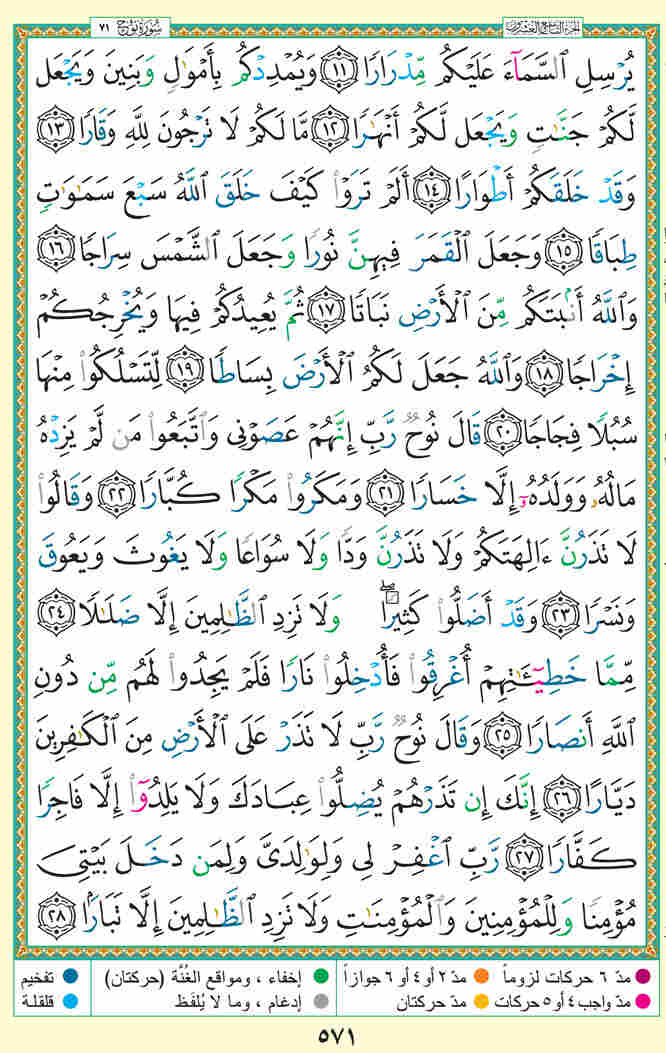 سُورَةُ نُوحٍ ٧١
الجزء التاسع والعشرون
يُرْسِلِ ٱلسَّمَآءَ عَلَيْكُم مِّدْرَارًا ١١ وَيُمْدِدْكُم بِأَمْوَٰلٍ وَبَنِينَ وَيَجْعَل
لَّكُمْ جَنَّٰتٍ وَيَجْعَل لَّكُمْ أَنْهَٰرًا ١٢ مَّا لَكُمْ لَا تَرْجُونَ لِلَّهِ وَقَارًا ١٣
وَقَدْ خَلَقَكُمْ أَطْوَارًا ١٤ أَلَمْ تَرَوْا۟ كَيْفَ خَلَقَ ٱللَّهُ سَبْعَ سَمَٰوَٰتٍ
طِبَاقًا ١٥ وَجَعَلَ ٱلْقَمَرَ فِيهِنَّ نُورًا وَجَعَلَ ٱلشَّمْسَ سِرَاجًا ١٦
وَٱللَّهُ أَنۢبَتَكُم مِّنَ ٱلْأَرْضِ نَبَاتًا ١٧ ثُمَّ يُعِيدُكُمْ فِيهَا وَيُخْرِجُكُمْ
إِخْرَاجًا ١٨ وَٱللَّهُ جَعَلَ لَكُمُ ٱلْأَرْضَ بِسَاطًا ١٩ لِّتَسْلُكُوا۟ مِنْهَا
سُبُلًا فِجَاجًا ٢٠ قَالَ نُوحٌ رَّبِّ إِنَّهُمْ عَصَوْنِى وَٱتَّبَعُوا۟ مَن لَّمْ يَزِدْهُ
مَالُهُۥ وَوَلَدُهُۥٓ إِلَّا خَسَارًا ٢١ وَمَكَرُوا۟ مَكْرًا كُبَّارًا ٢٢ وَقَالُوا۟
لَا تَذَرُنَّ ءَالِهَتَكُمْ وَلَا تَذَرُنَّ وَدًّا وَلَا سُوَاعًا وَلَا يَغُوثَ وَيَعُوقَ
وَنَسْرًا ٢٣ وَقَدْ أَضَلُّوا۟ كَثِيرًا ۖ وَلَا تَزِدِ ٱلظَّٰلِمِينَ إِلَّا ضَلَٰلًا ٢٤
مِّمَّا خَطِيٓـَٰٔتِهِمْ أُغْرِقُوا۟ فَأُدْخِلُوا۟ نَارًا فَلَمْ يَجِدُوا۟ لَهُم مِّن دُونِ
ٱللَّهِ أَنصَارًا ٢٥ وَقَالَ نُوحٌ رَّبِّ لَا تَذَرْ عَلَى ٱلْأَرْضِ مِنَ ٱلْكَٰفِرِينَ
دَيَّارًا ٢٦ إِنَّكَ إِن تَذَرْهُمْ يُضِلُّوا۟ عِبَادَكَ وَلَا يَلِدُوٓا۟ إِلَّا فَاجِرًا
كَفَّارًا ٢٧ رَّبِّ ٱغْفِرْ لِى وَلِوَٰلِدَىَّ وَلِمَن دَخَلَ بَيْتِىَ
مُؤْمِنًا وَلِلْمُؤْمِنِينَ وَٱلْمُؤْمِنَٰتِ وَلَا تَزِدِ ٱلظَّٰلِمِينَ إِلَّا تَبَارًۢا ٢٨
مدّ ٦ حركات لزوماً مدّ ٢ أو ٤ أو ٦ جوازاً إخفاء ، ومواقع الغُنَّة (حركتان) تفخيم
مدّ واجب ٤ أو ٥ حركات مدّ حركتان إدغام ، وما لا يُلفَظ قلقلة
٥٧١